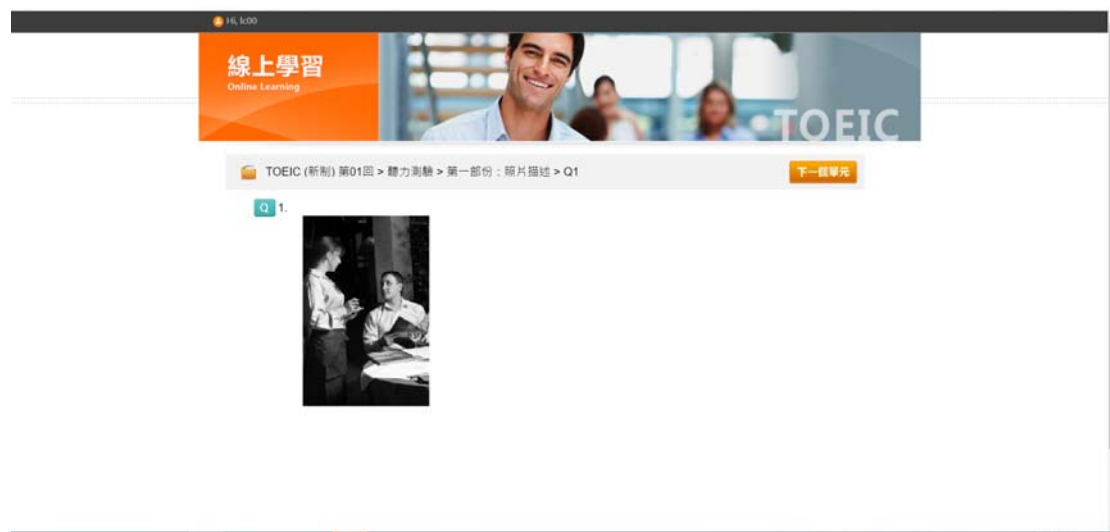 Hi, lc00
線上學習
Online Learning
TOEIC
TOEIC (新制) 第01回 > 聽力測驗 > 第一部份：照片描述 > Q1
下一個單元
Q 1.